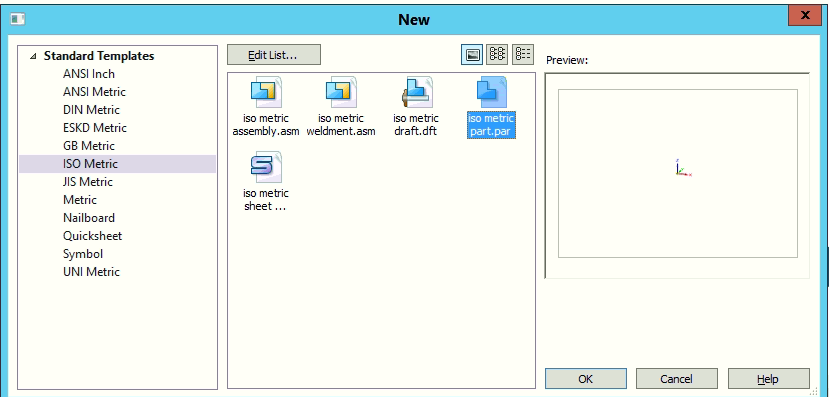 New
x
Standard Templates
ANSI Inch
ANSI Metric
DIN Metric
ESKD Metric
GB Metric
ISO Metric
JIS Metric
Metric
Nailboard
Quicksheet
Symbol
UNI Metric
Edit List...
iso metric
assembly.asm
iso metric
weldment.asm
iso metric
draft.dft
iso metric
part.par
iso metric
sheet ...
Preview:
OK
Cancel
Help